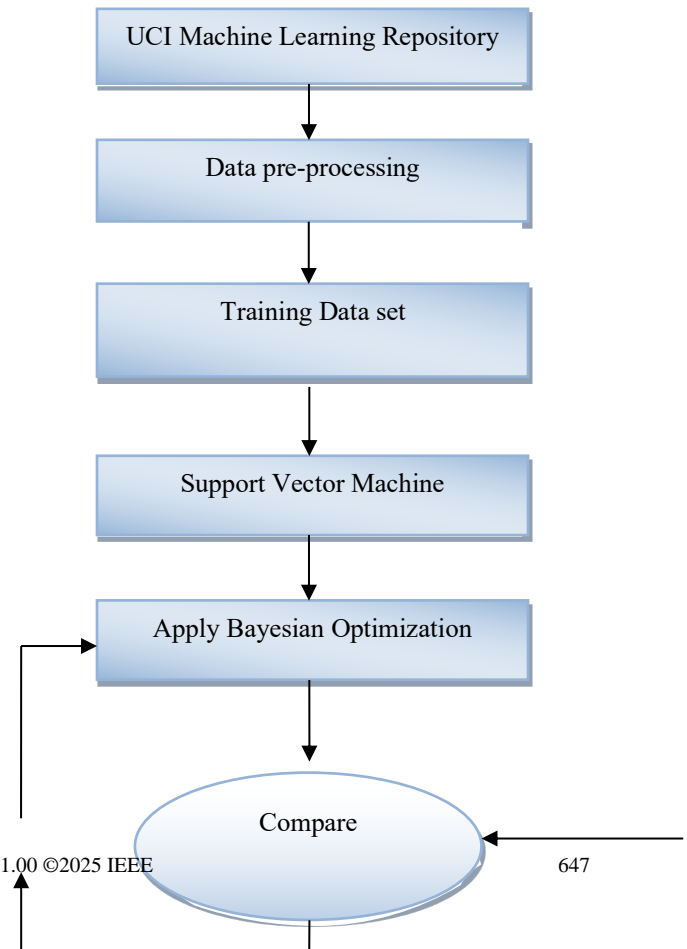 UCI Machine Learning Repository
Data pre-processing
Training Data set
Support Vector Machine
Apply Bayesian Optimization
Compare
1.00 ©2025 IEEE
647